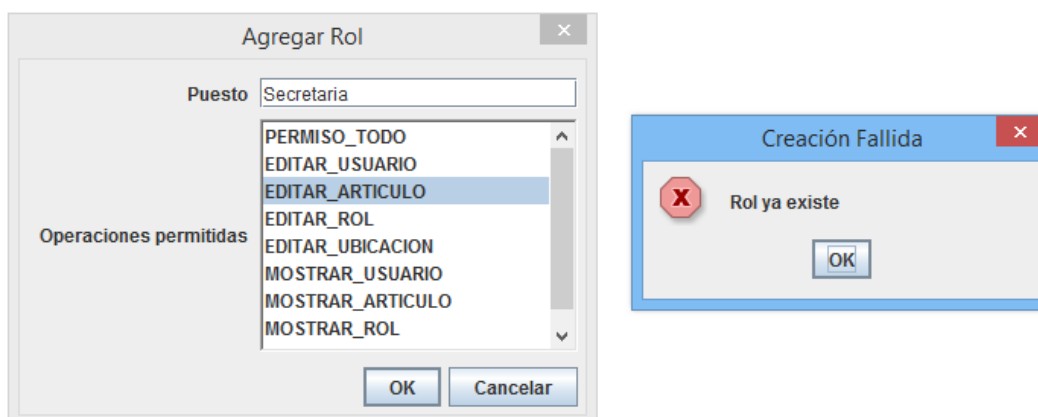 Agregar Rol
Puesto Secretaria
Operaciones permitidas
PERMISO_TODO
EDITAR_USUARIO
EDITAR_ARTICULO
EDITAR_ROL
EDITAR_UBICACION
MOSTRAR_USUARIO
MOSTRAR_ARTICULO
MOSTRAR_ROL
OK Cancelar
Creación Fallida
Rol ya existe
OK